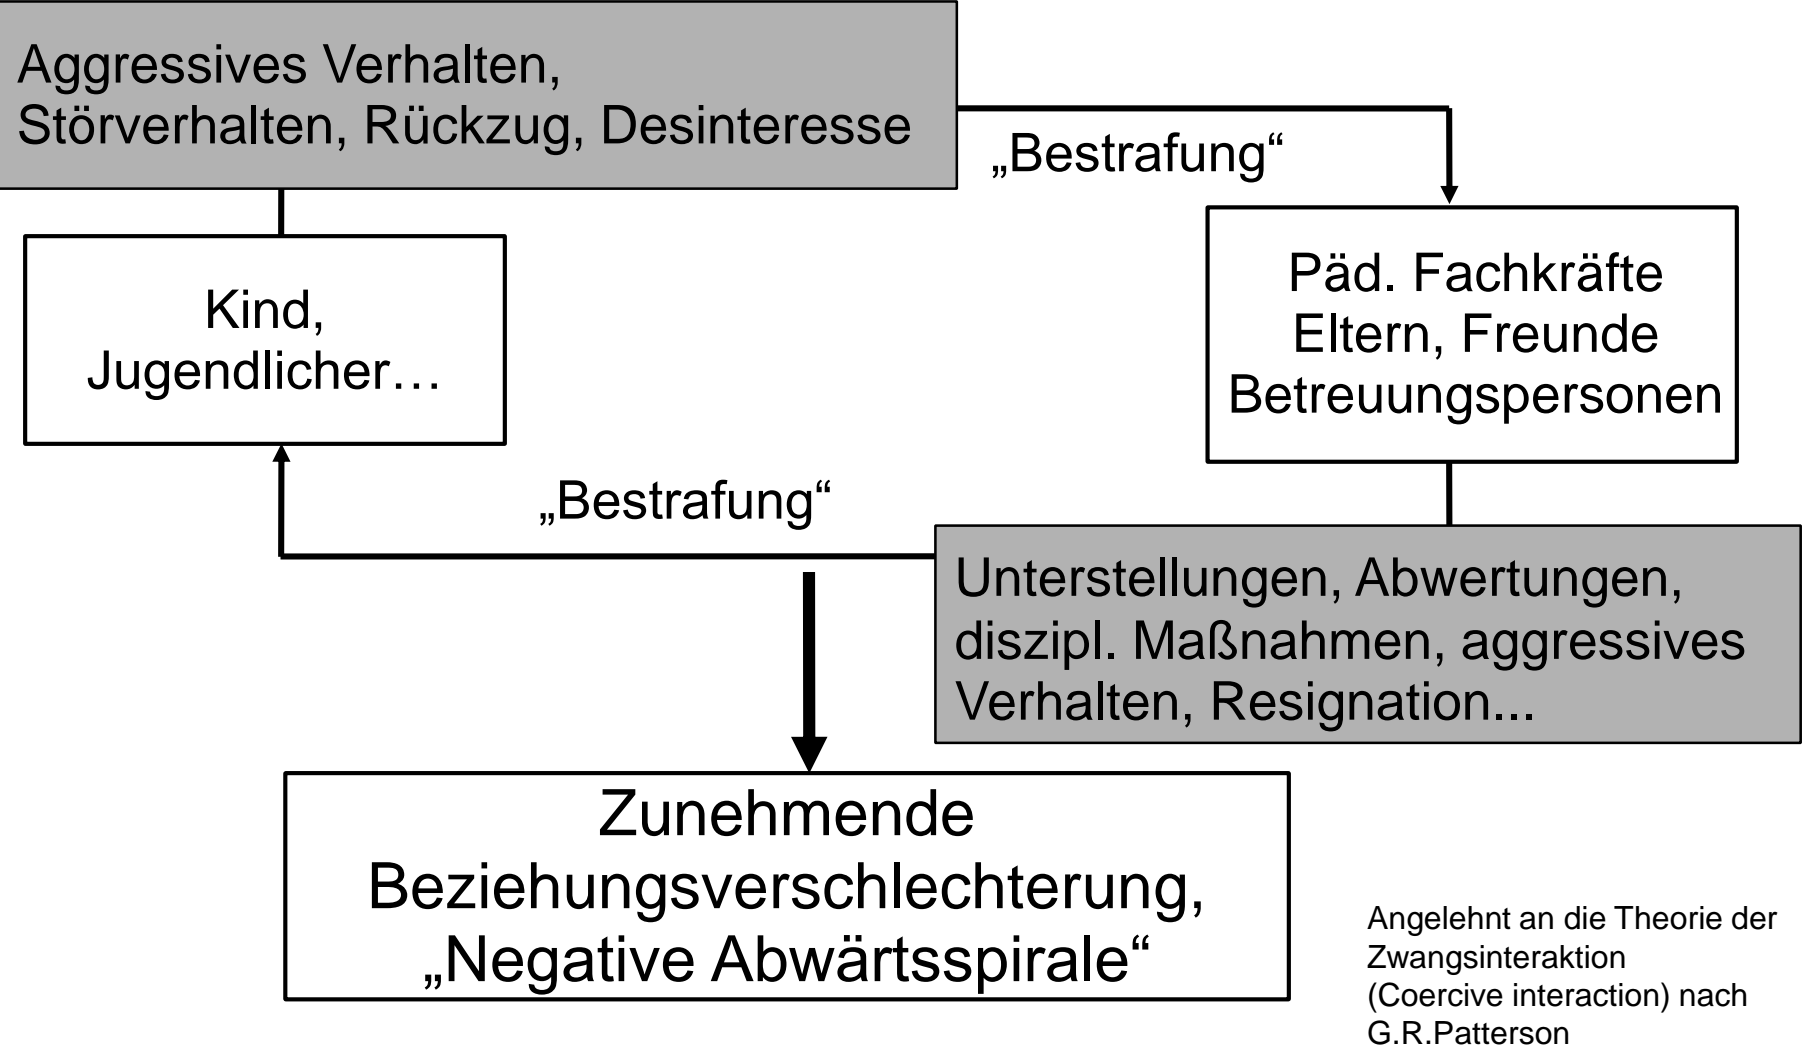 Aggressives Verhalten,
Störverhalten, Rückzug, Desinteresse
„Bestrafung“
Kind,
Jugendlicher…
Päd. Fachkräfte
Eltern, Freunde
Betreuungspersonen
„Bestrafung“
Unterstellungen, Abwertungen,
diszipl. Maßnahmen, aggressives
Verhalten, Resignation...
Zunehmende
Beziehungsverschlechterung,
„Negative Abwärtsspirale“
Angelehnt an die Theorie der
Zwangsinteraktion
(Coercive interaction) nach
G.R.Patterson